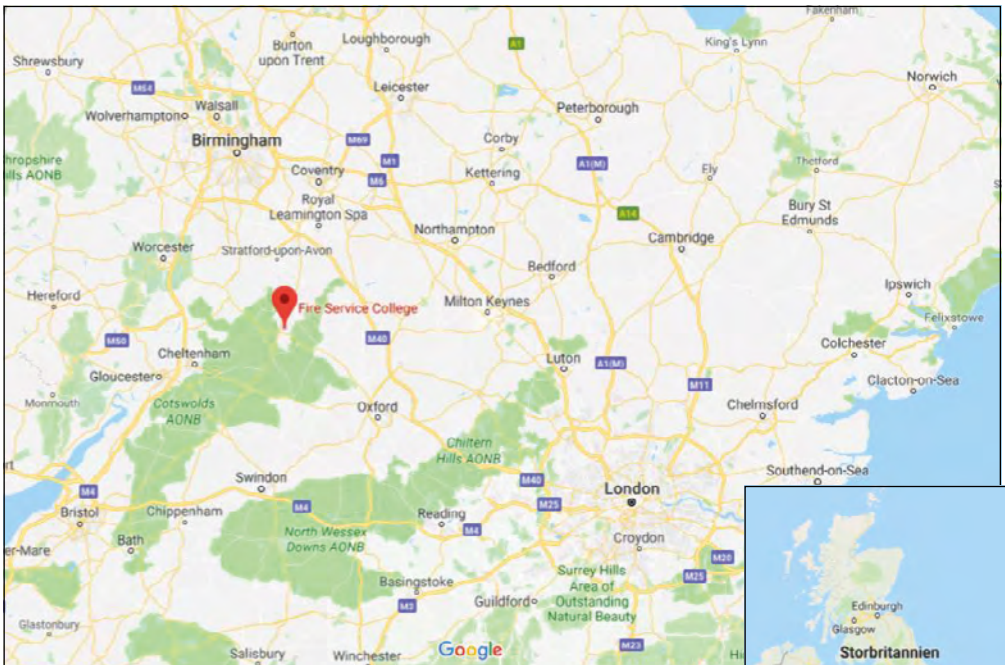 Fakenham
Loughborough
Burton
upon Trent
A1
King's Lynn
Shrewsbury
Leicester
Norwich
M54
Walsall
Peterborough
Wolverhampton
Birmingham
M69
Corby
M1
A1(M)
Thetford
Ely
Coventry
M6
Kettering
Royal
Leamington Spa
A14
Bury St
Edmunds
Northampton
Cambridge
Worcester
Stratford-upon-Avon
Bedford
Ipswich
Hereford
Milton Keynes
Fire Service College
Felixstowe
M50
M40
Colchester
Cheltenham
Luton
A1(M)
Gloucester
M11
Clacton-on-Sea
Monmouth
Cotswolds
AONB
Oxford
Chelmsford
Chiltern
Hills AONB
Southend-on-Sea
Swindon
M40
London
M4
M4
M25
Bristol
Chippenham
Reading
M4
North Wessex
Downs AONB
Croydon
Bath
M20
er-Mare
Surrey Hills
Area of
Outstanding
Natural Beauty
M25
Basingstoke
M3
Guildford
Edinburgh
Glasgow
Glastonbury
M23
Google
Salisbury
Winchester
Storbritannien